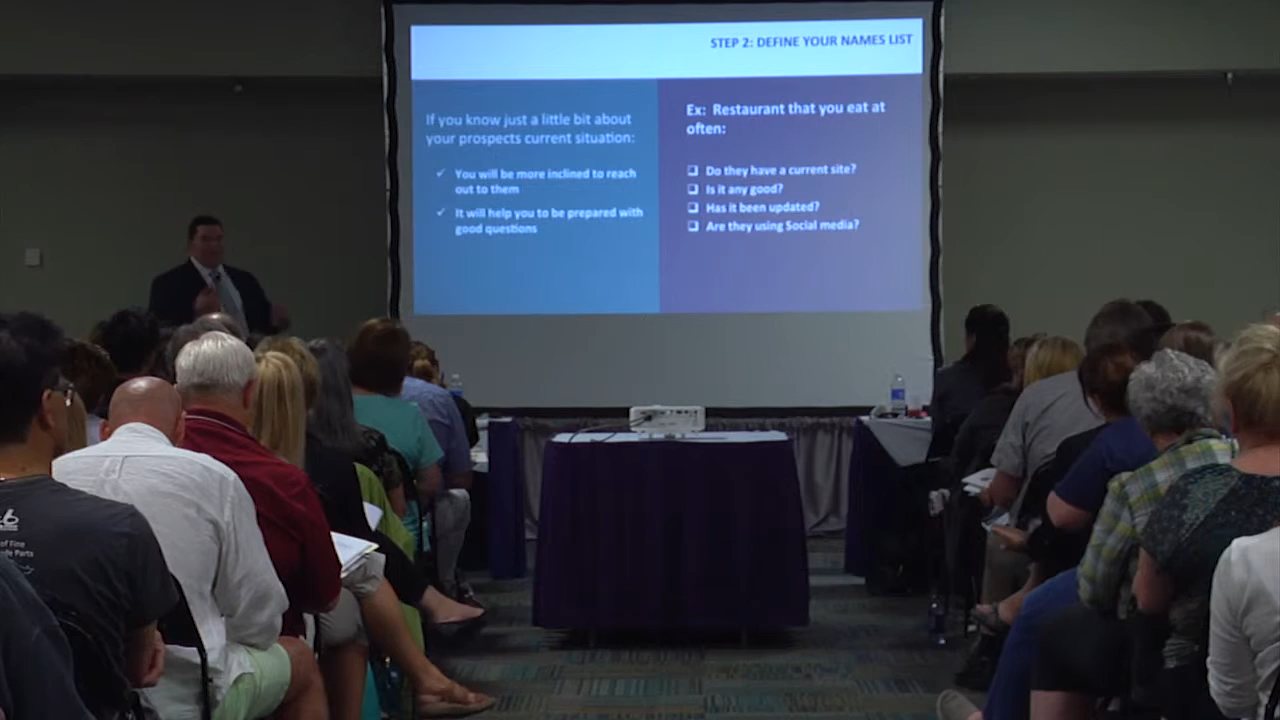 STEP 2: DEFINE YOUR NAMES LIST
If you know just a little bit about
your prospects current situation:
✓ You will be more inclined to reach
out to them
✓ It will help you to be prepared with
good questions
Ex: Restaurant that you eat at
often:
❑ Do they have a current site?
❑ Is it any good?
❑ Has it been updated?
❑ Are they using Social media?
of Fine
Parts